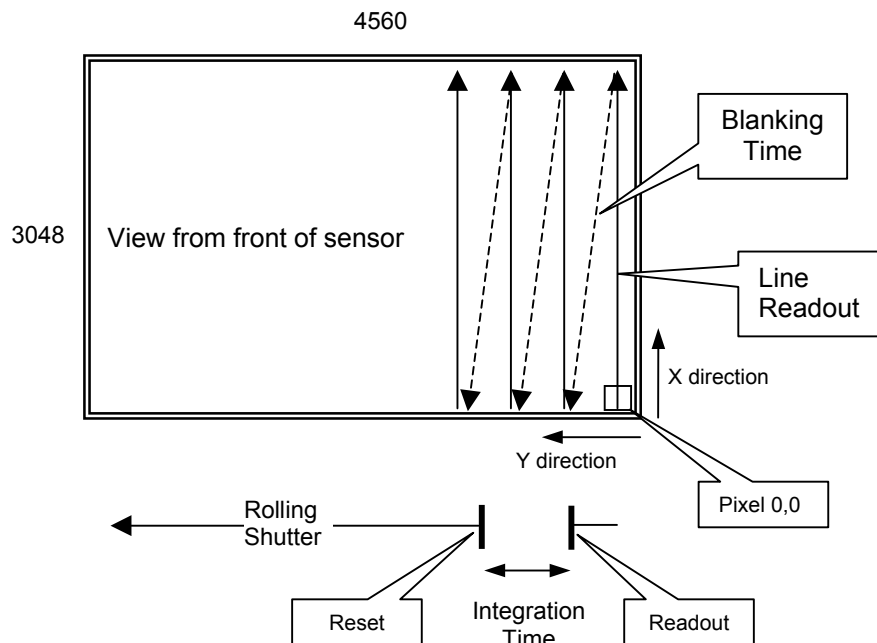 4560
Blanking
Time
3048
View from front of sensor
Line
Readout
X direction
Y direction
Pixel 0,0
Rolling
Shutter
Reset
Integration
Time
Readout